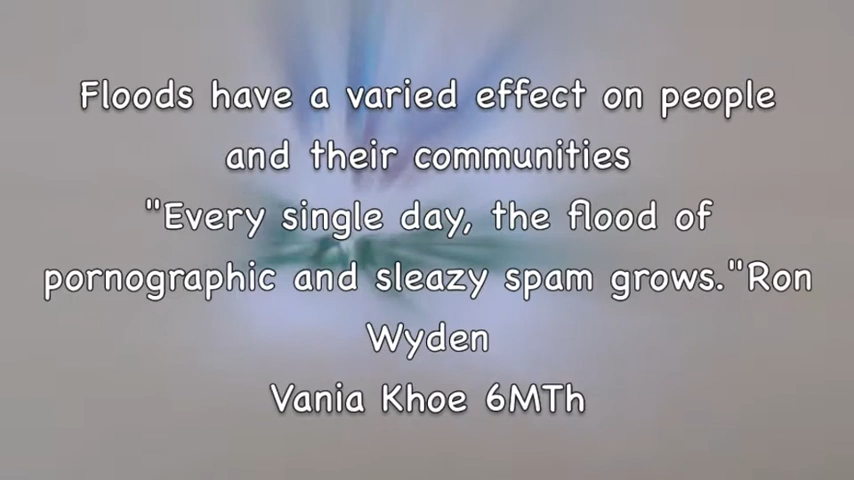 Floods have a varied effect on people
and their communities
"Every single day, the flood of
pornographic and sleazy spam grows."Ron
Wyden
Vania Khoe 6MTh